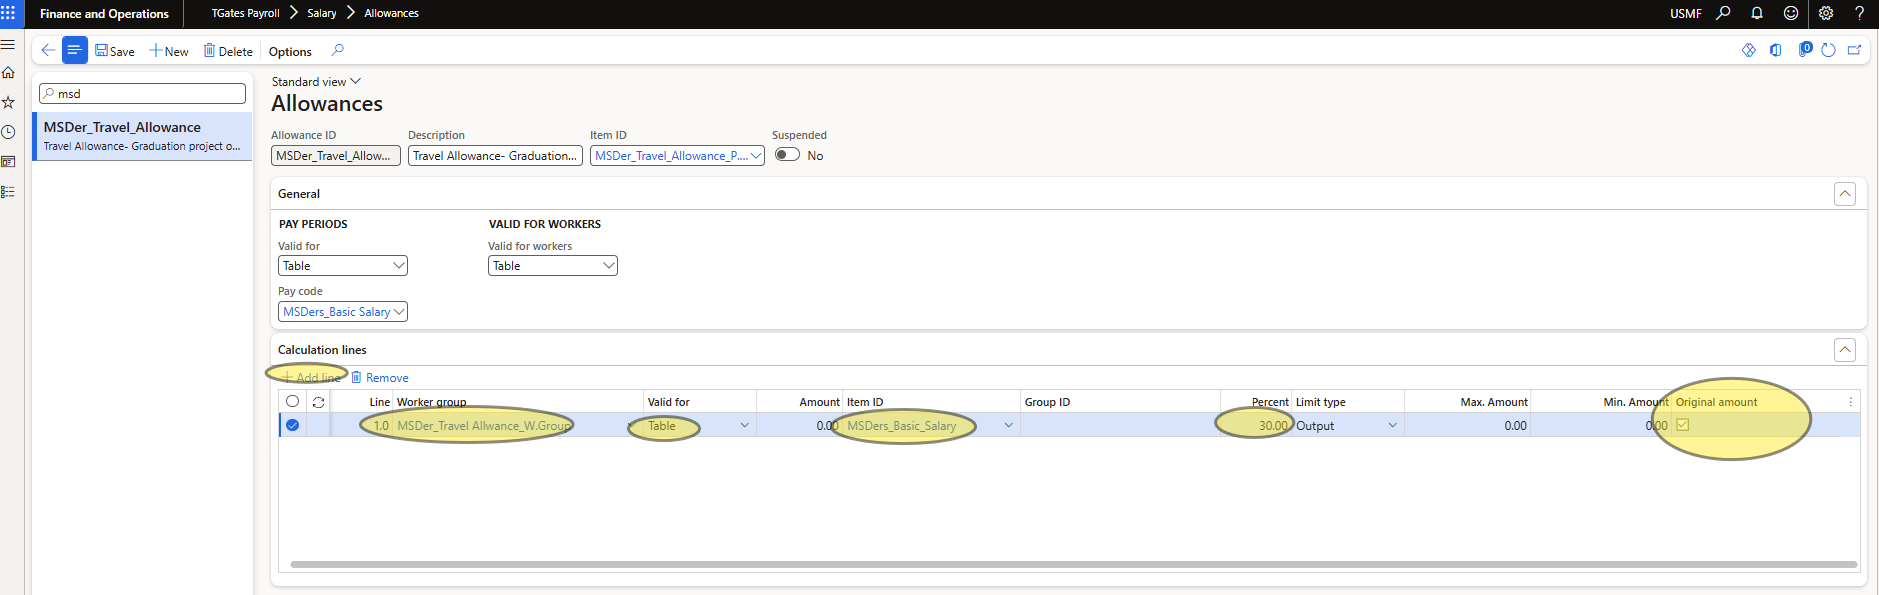 Finance and Operations
TGates Payroll > Salary > Allowances
USMF
Save
New
Delete
Options
0
msd
MSDer_Travel_Allowance
Travel Allowance- Graduation project o...
Standard view
Allowances
Allowance ID Description Item ID Suspended
MSDer_Travel_Allow... Travel Allowance- Graduation... MSDer_Travel_Allowance_P.... No
General
PAY PERIODS VALID FOR WORKERS
Valid for Valid for workers
Table Table
Pay code
MSDers_Basic Salary
Calculation lines
Add line Remove
Line Worker group Valid for Amount Item ID Group ID Percent Limit type Max. Amount Min. Amount Original amount
1.0 MSDer_Travel Allwance_W.Group Table 0.00 MSDers_Basic_Salary 30.00 Output 0.00 0.00